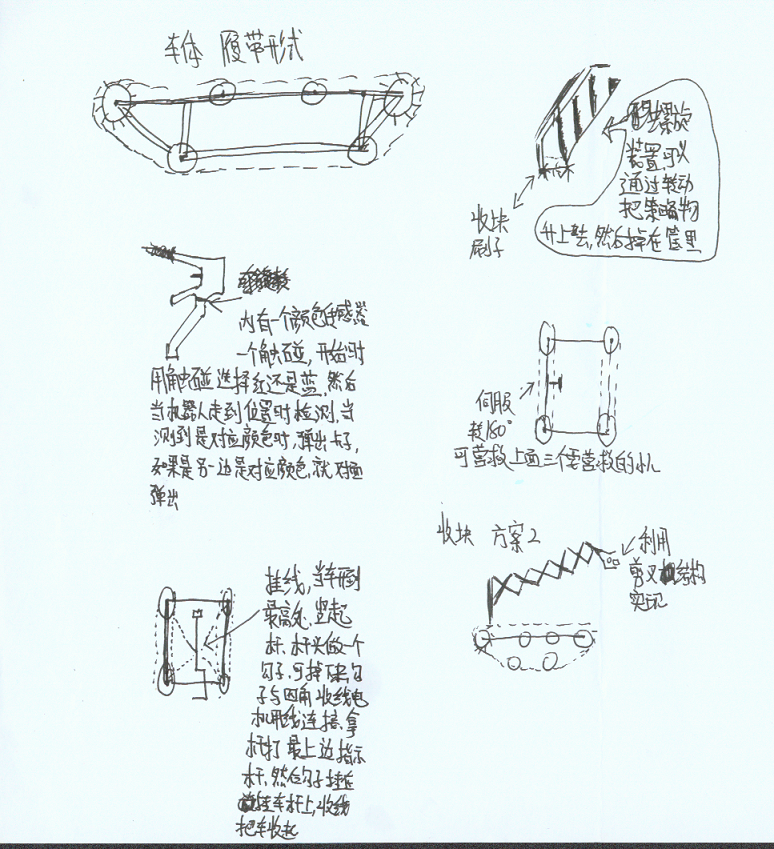 车体 履带形式
螺旋
装置可以
通过转动
把策略物
升上去,然后掉在筐里
收块
刷子
内有一个颜色传感器
一个触碰,开始时
用触碰选择红还是蓝,然后
当机器人走到位置时检测,当
测到是对应颜色时,弹出卡子,
如果是另一边是对应颜色,就对面
弹出
伺服
转180°
可营救上面三个要营救的小人
收块 方案2
利用
剪叉结构
实现
挂线,当车到
最高处,竖起
杆,杆头做一个
勾子,可掉下来,勾
子与四角收线电
机用线连接,拿
杆打最上边指示
杆,然后勾子挂在
挂车杆上,收线
把车收起